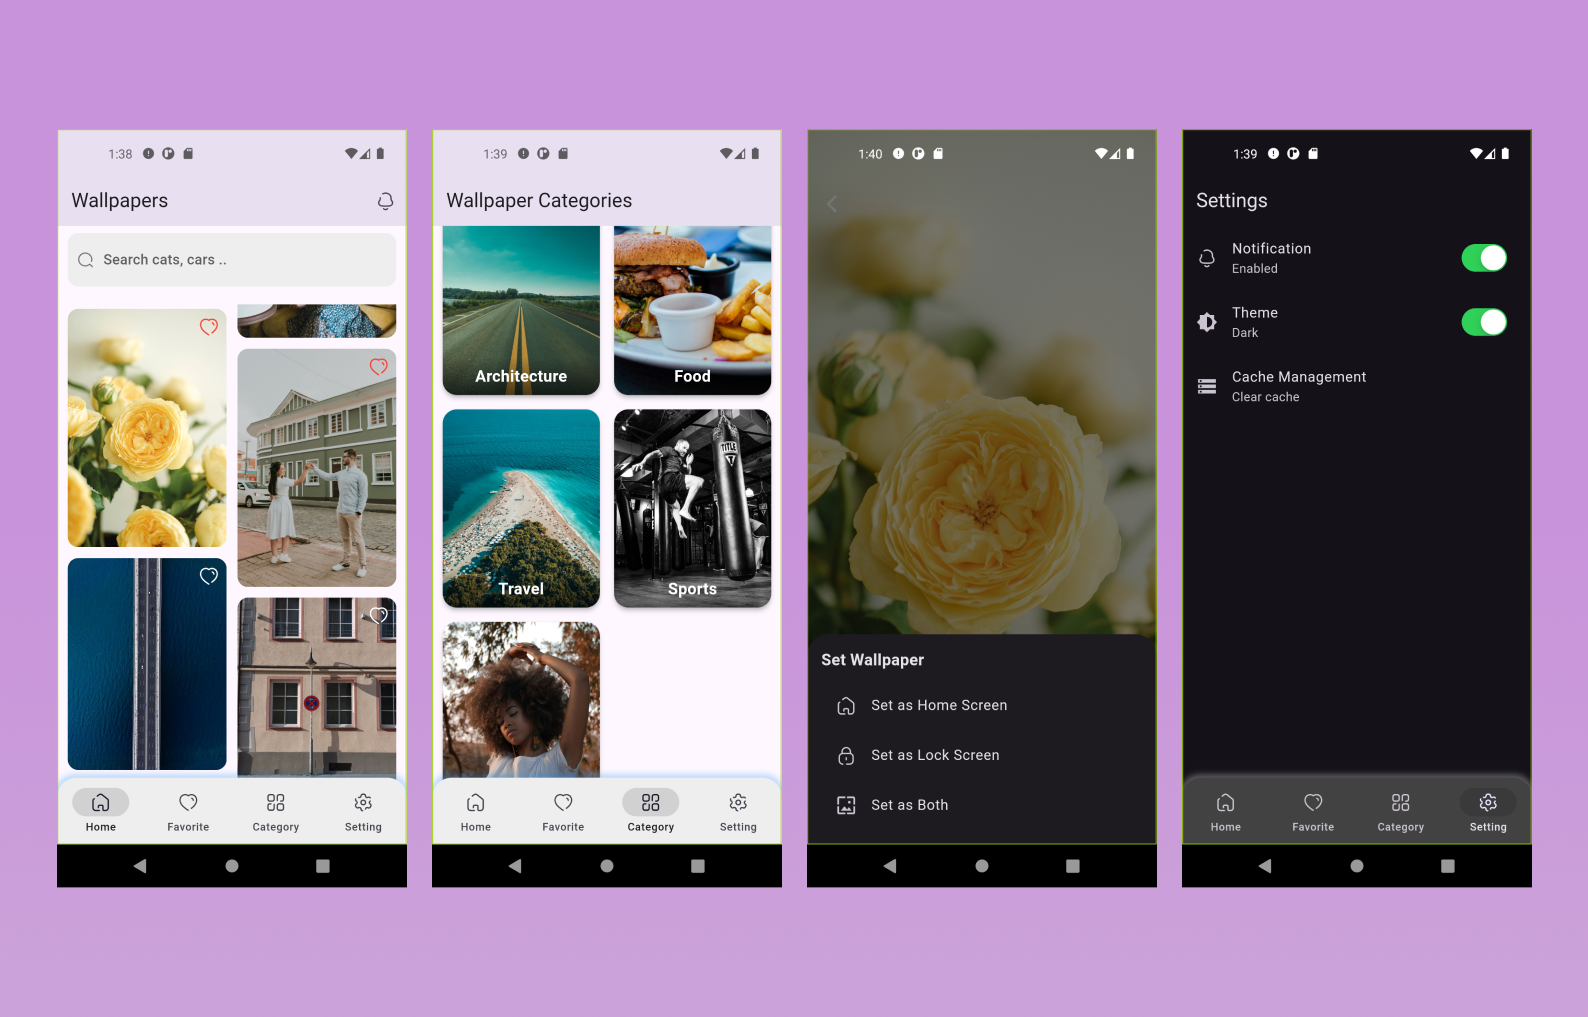 1:38
Wallpapers
Search cats, cars ..
Home
Favorite
Category
Setting
1:39
Wallpaper Categories
Architecture
Food
TITLE
Travel
Sports
Home
Favorite
Category
Setting
1:40
Set Wallpaper
Set as Home Screen
Set as Lock Screen
Set as Both
1:39
Settings
Notification
Enabled
Theme
Dark
Cache Management
Clear cache
Home
Favorite
Category
Setting